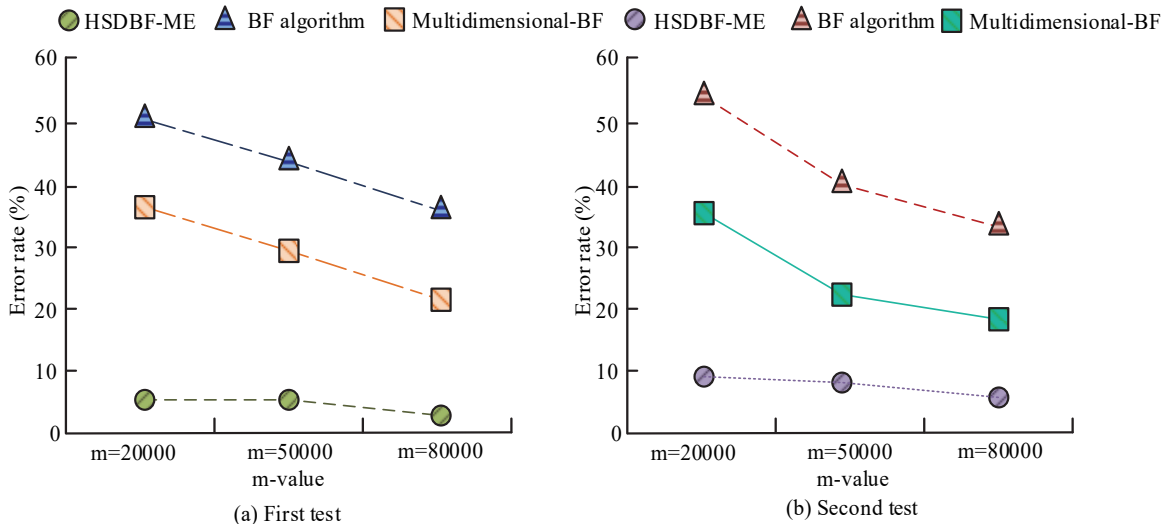 HSDBF-ME BF algorithm Multidimensional-BF
60
50
40
30
20
10
0
Error rate (%)
m=20000 m=50000 m=80000
m-value
(a) First test
HSDBF-ME BF algorithm Multidimensional-BF
60
50
40
30
20
10
0
Error rate (%)
m=20000 m=50000 m=80000
m-value
(b) Second test